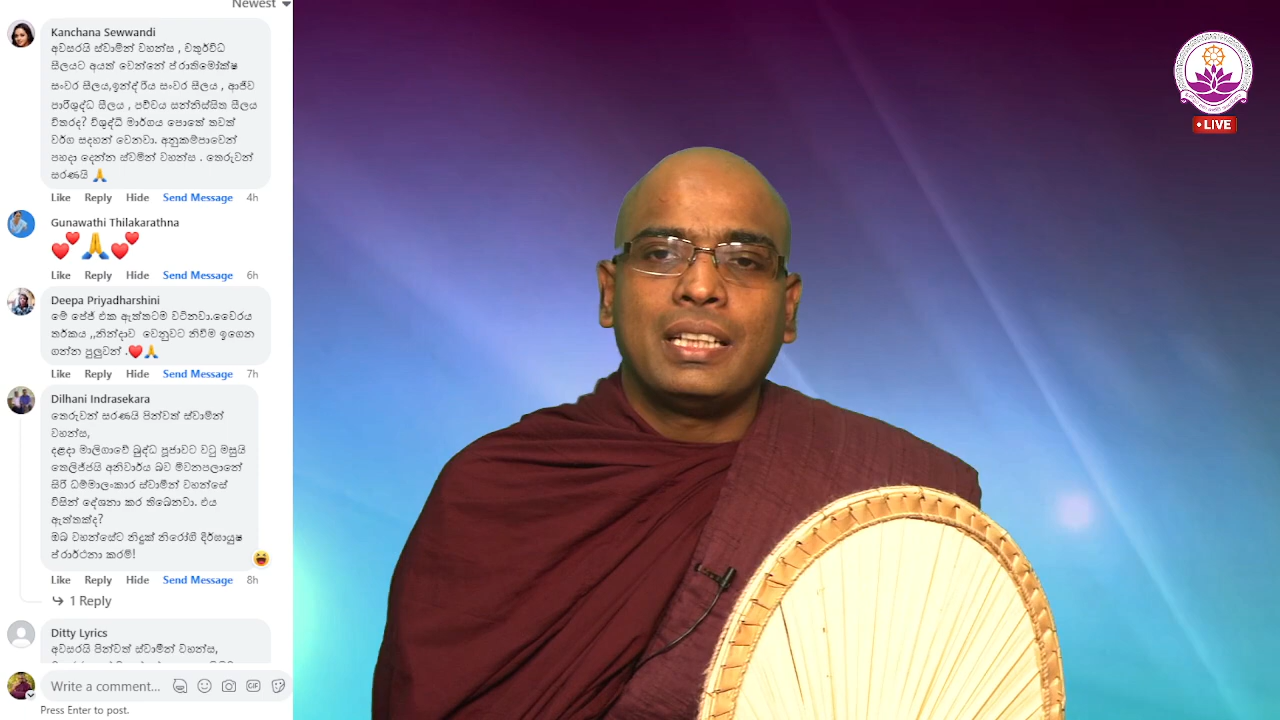 Newest
Kanchana Sewwandi
අවසරයි ස්වාමින් වහන්ස , චතුර්විධ
සීලයට අයත් වෙන්නේ ප්‍රාතිමෝක්ෂ
සංවර සීලය,ඉන්ද්‍රීය සංවර සීලය , ආජීව
පාරිශුද්ධ සීලය , පච්චය සන්නිස්සිත සීලය
විතරද? විශුද්ධි මාර්ගය පොතේ තවත්
වර්ග සදහන් වෙනවා. අනුකම්පාවෙන්
පහදා දෙන්න ස්වමින් වහන්ස . තෙරුවන්
සරණයි 🙏
Like Reply Hide Send Message 4h
Gunawathi Thilakarathna
💕🙏💕
Like Reply Hide Send Message 6h
Deepa Priyadharshini
මේ පේජ් එක ඇත්තටම වටිනවා.වෛරය
තර්කය ,,නින්දාව වෙනුවට නිවීම ඉගෙන
ගන්න පුලුවන් .❤️🙏
Like Reply Hide Send Message 7h
Dilhani Indrasekara
තෙරුවන් සරණයි පින්වත් ස්වාමින්
වහන්ස,
දළදා මාලිගාවේ බුද්ධ පූජාවට වටු මසුයි
තෙලිජ්ජයි අනිවාර්ය බව මීවනපලානේ
සිරි ධම්මාලංකාර ස්වාමින් වහන්සේ
විසින් දේශනා කර තිබෙනවා. එය
ඇත්තක්ද?
ඔබ වහන්සේට නිදුක් නිරෝගි දීර්ඝායුෂ
ප්‍රාර්ථනා කරමි!
Like Reply Hide Send Message 8h
1 Reply
Ditty Lyrics
අවසරයි පින්වත් ස්වාමීන් වහන්ස,
Write a comment...
GIF
Press Enter to post.
• LIVE